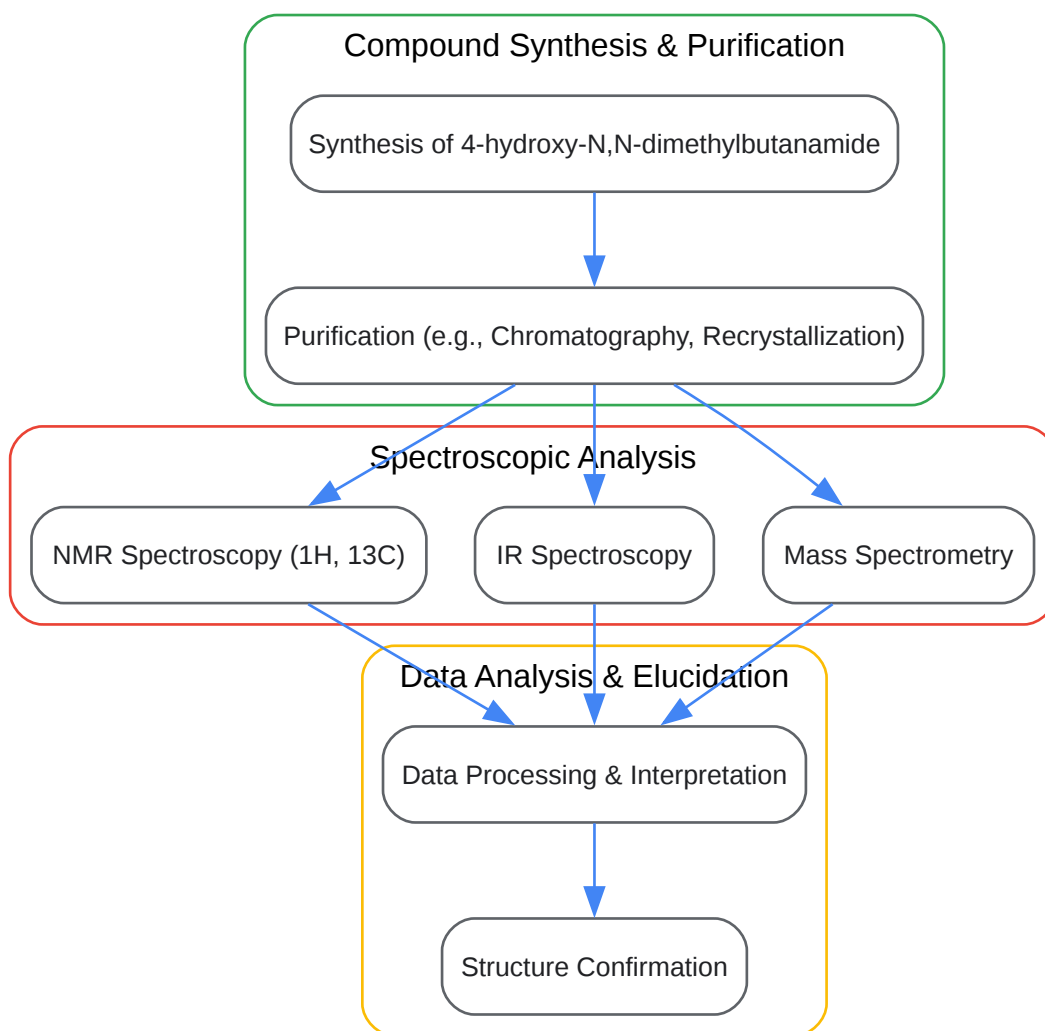 Compound Synthesis & Purification
Synthesis of 4-hydroxy-N,N-dimethylbutanamide
Purification (e.g., Chromatography, Recrystallization)
Spectroscopic Analysis
NMR Spectroscopy (1H, 13C)
IR Spectroscopy
Mass Spectrometry
Data Analysis & Elucidation
Data Processing & Interpretation
Structure Confirmation